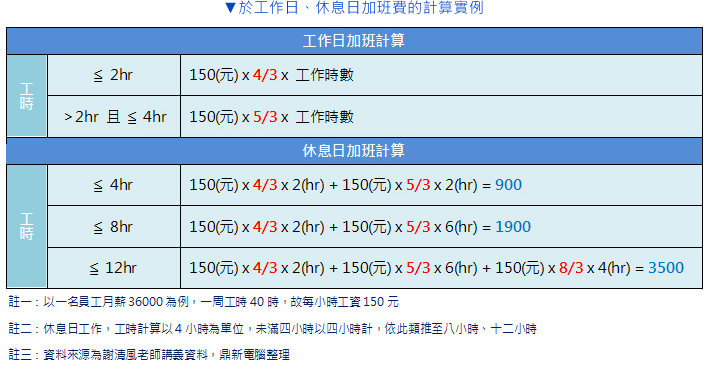 ▼於工作日、休息日加班費的計算實例
工作日加班計算
工時
≦ 2hr
150(元) x 4/3 x 工作時數
>2hr 且 ≦ 4hr
150(元) x 5/3 x 工作時數
休息日加班計算
工時
≦ 4hr
150(元) x 4/3 x 2(hr) + 150(元) x 5/3 x 2(hr) = 900
≦ 8hr
150(元) x 4/3 x 2(hr) + 150(元) x 5/3 x 6(hr) = 1900
≦ 12hr
150(元) x 4/3 x 2(hr) + 150(元) x 5/3 x 6(hr) + 150(元) x 8/3 x 4(hr) = 3500
註一：以一名員工月薪 36000 為例，一周工時 40 時，故每小時工資 150 元
註二：休息日工作，工時計算以 4 小時為單位，未滿四小時以四小時計，依此類推至八小時、十二小時
註三：資料來源為謝清風老師講義資料，鼎新電腦整理